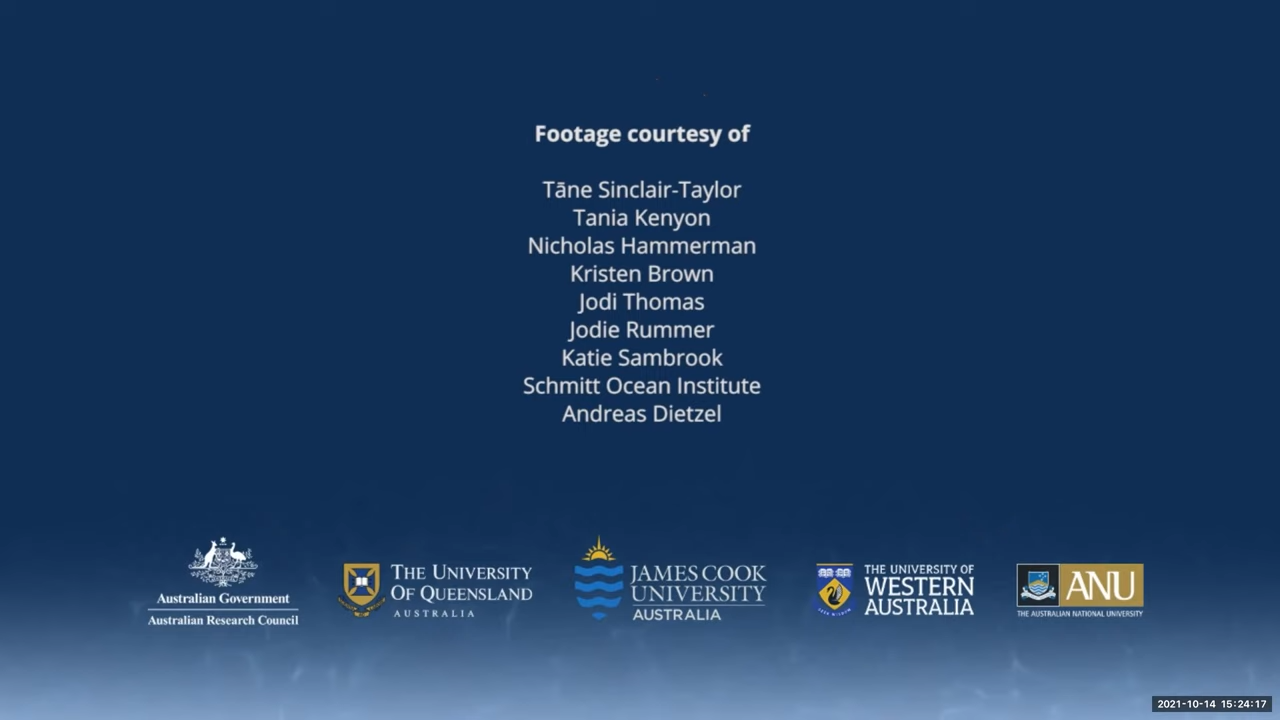 Footage courtesy of
Tāne Sinclair-Taylor
Tania Kenyon
Nicholas Hammerman
Kristen Brown
Jodi Thomas
Jodie Rummer
Katie Sambrook
Schmitt Ocean Institute
Andreas Dietzel
Australian Government
Australian Research Council
THE UNIVERSITY
OF QUEENSLAND
AUSTRALIA
JAMES COOK
UNIVERSITY
AUSTRALIA
THE UNIVERSITY OF
WESTERN
AUSTRALIA
ANU
THE AUSTRALIAN NATIONAL UNIVERSITY
2021-10-14 15:24:17